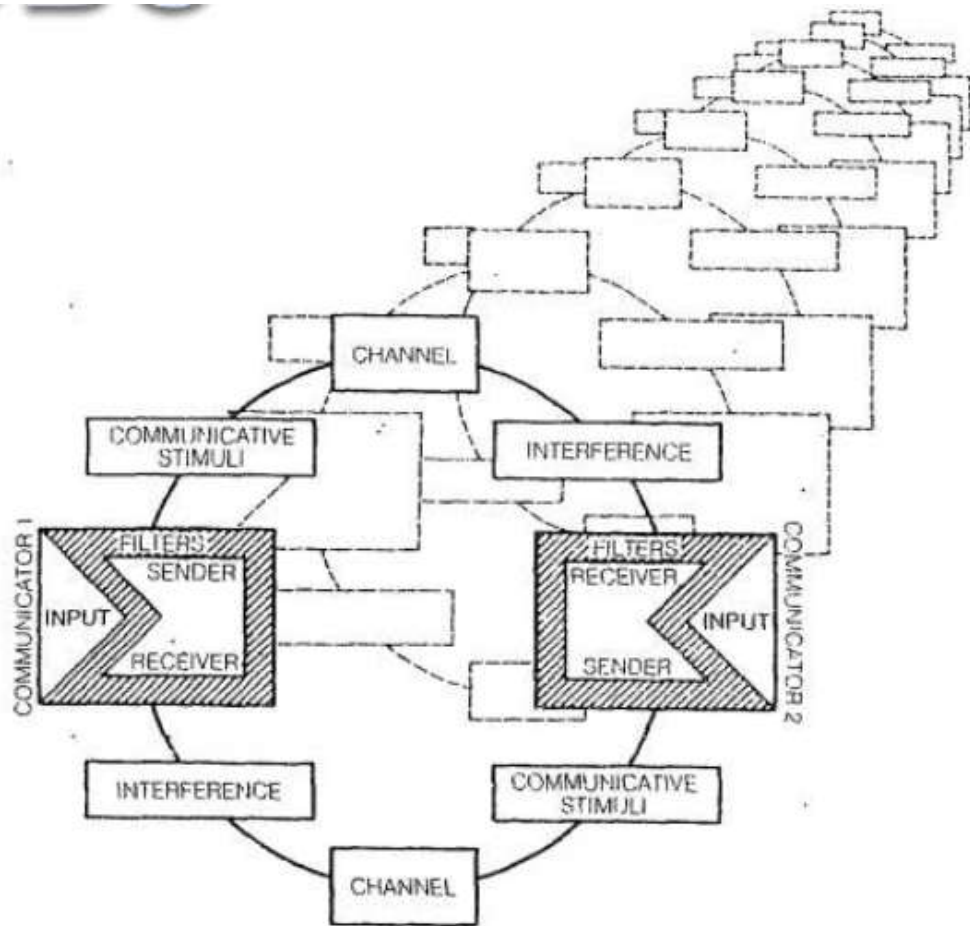 CHANNEL
COMMUNICATIVE
STIMULI
INTERFERENCE
COMMUNICATOR 1
FILTERS
SENDER
INPUT
RECEIVER
FILTERS
RECEIVER
INPUT
SENDER
COMMUNICATOR 2
INTERFERENCE
COMMUNICATIVE
STIMULI
CHANNEL